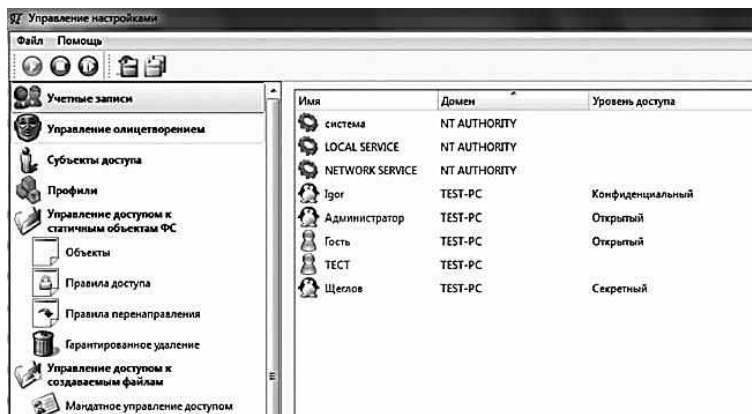 Управление настройками
Файл Помощь
Учетные записи
Управление олицетворением
Субъекты доступа
Профили
Управление доступом к
статичным объектам ФС
Объекты
Правила доступа
Правила перенаправления
Гарантированное удаление
Управление доступом к
создаваемым файлам
Мандатное управление доступом
Имя Домен Уровень доступа
система NT AUTHORITY
LOCAL SERVICE NT AUTHORITY
NETWORK SERVICE NT AUTHORITY
Igor TEST-PC Конфиденциальный
Администратор TEST-PC Открытый
Гость TEST-PC Открытый
ТЕСТ TEST-PC
Щеглов TEST-PC Секретный